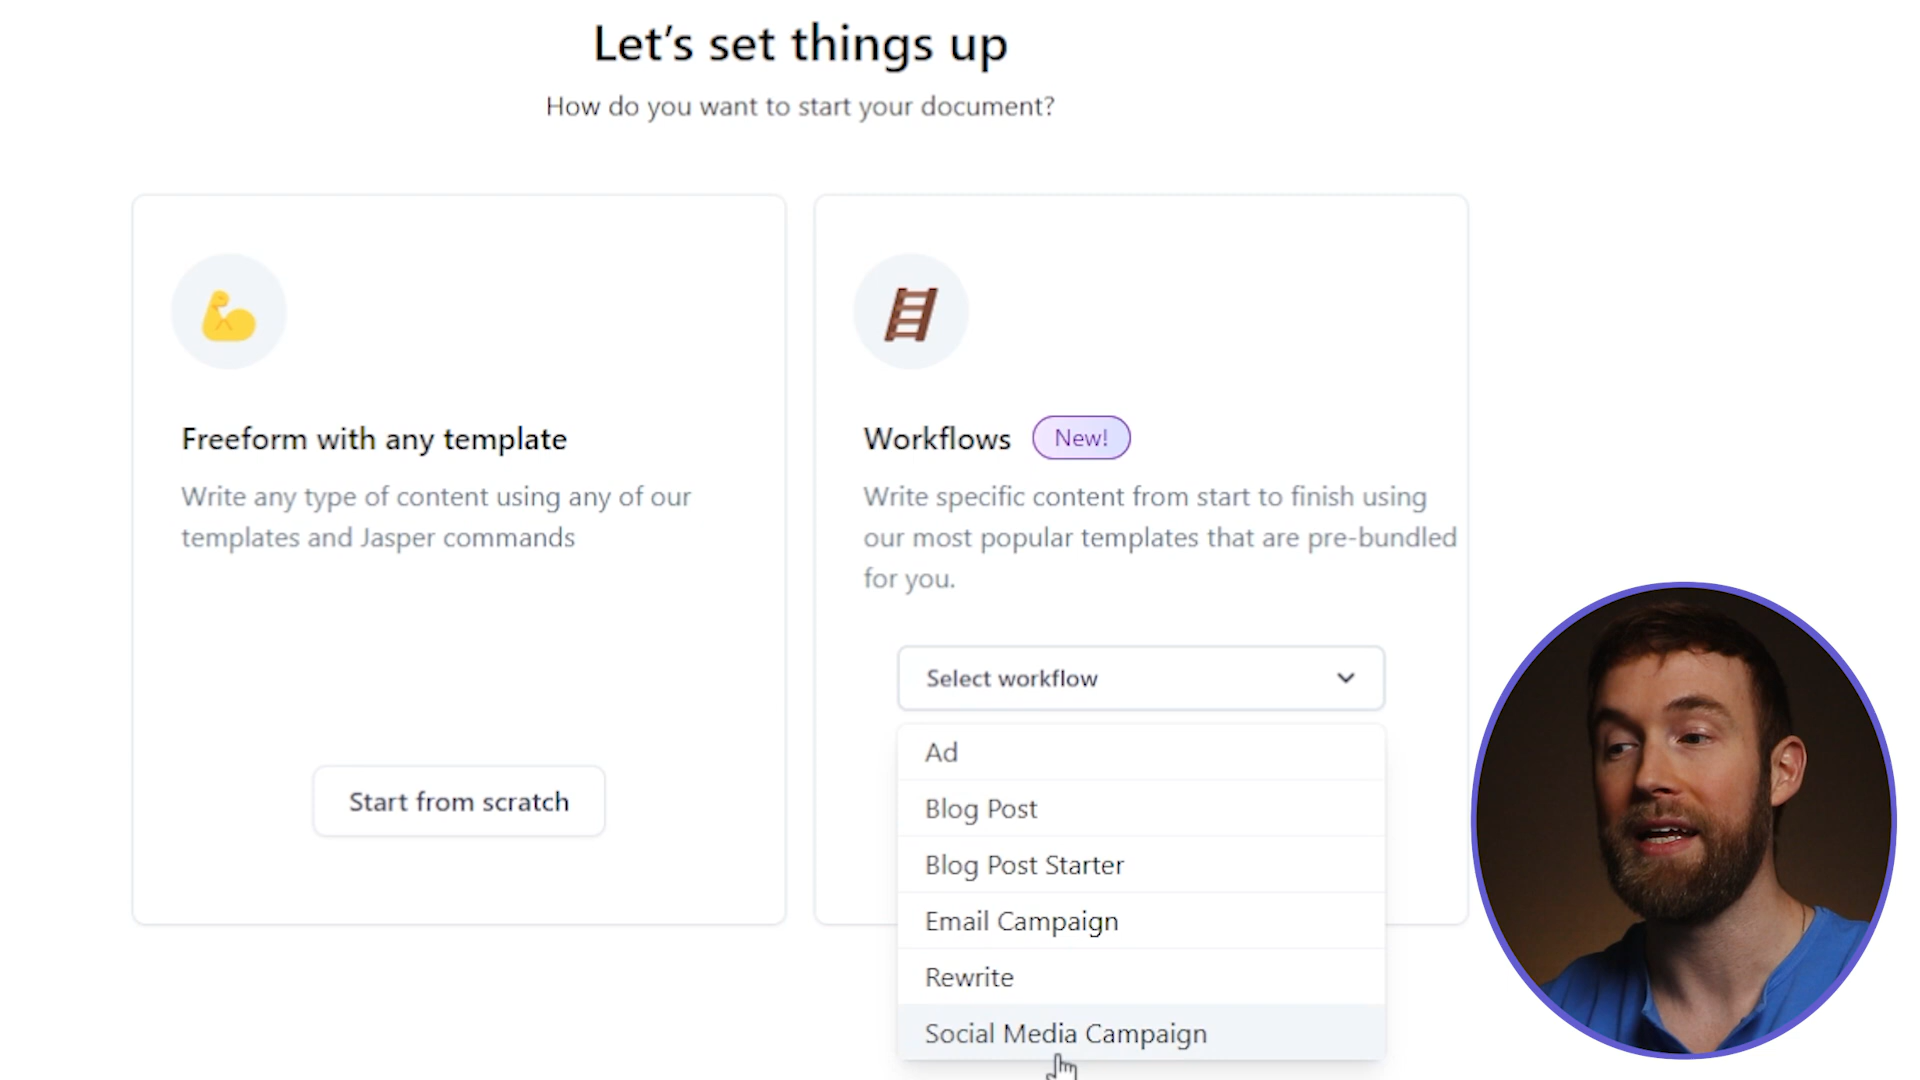 Let’s set things up
How do you want to start your document?
Freeform with any template
Write any type of content using any of our
templates and Jasper commands
Start from scratch
Workflows New!
Write specific content from start to finish using
our most popular templates that are pre-bundled
for you.
Select workflow
Ad
Blog Post
Blog Post Starter
Email Campaign
Rewrite
Social Media Campaign